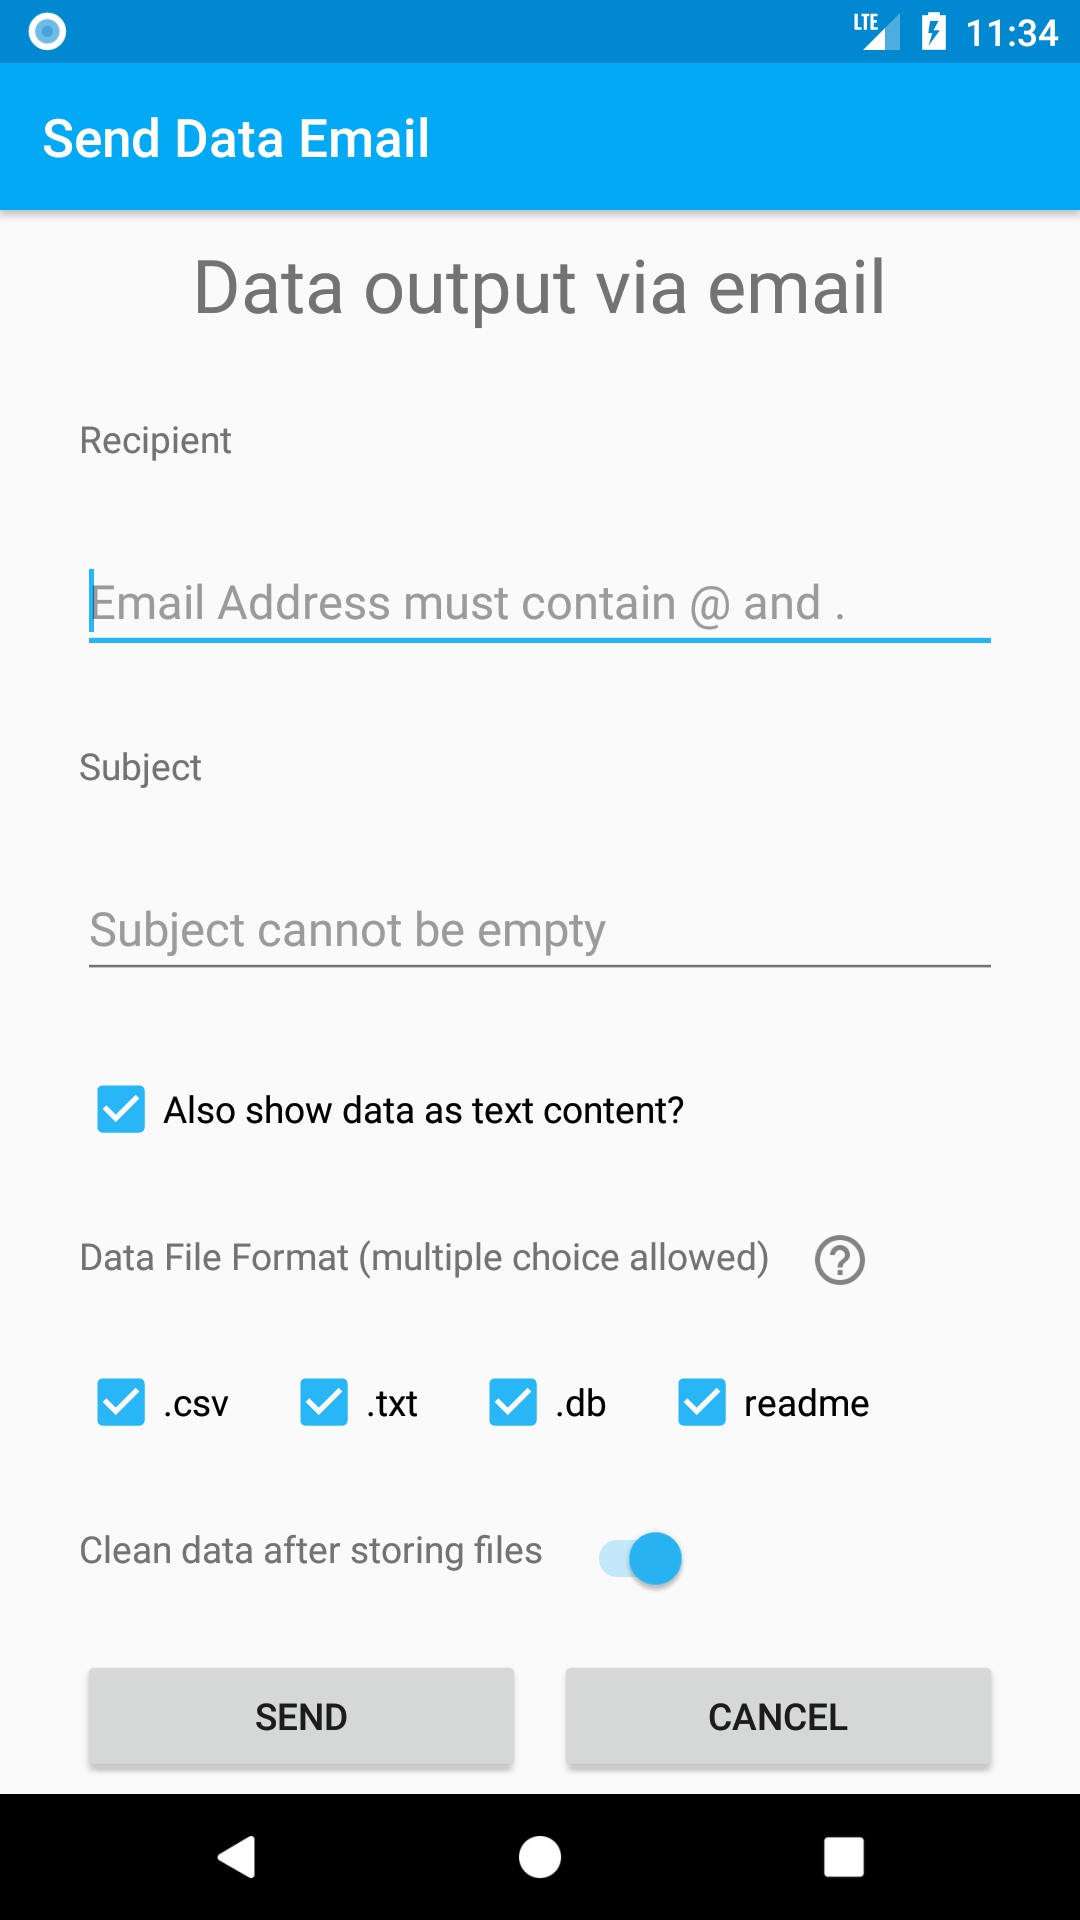 LTE 11:34
Send Data Email
Data output via email
Recipient
Email Address must contain @ and .
Subject
Subject cannot be empty
Also show data as text content?
Data File Format (multiple choice allowed) ?
.csv .txt .db readme
Clean data after storing files
SEND CANCEL